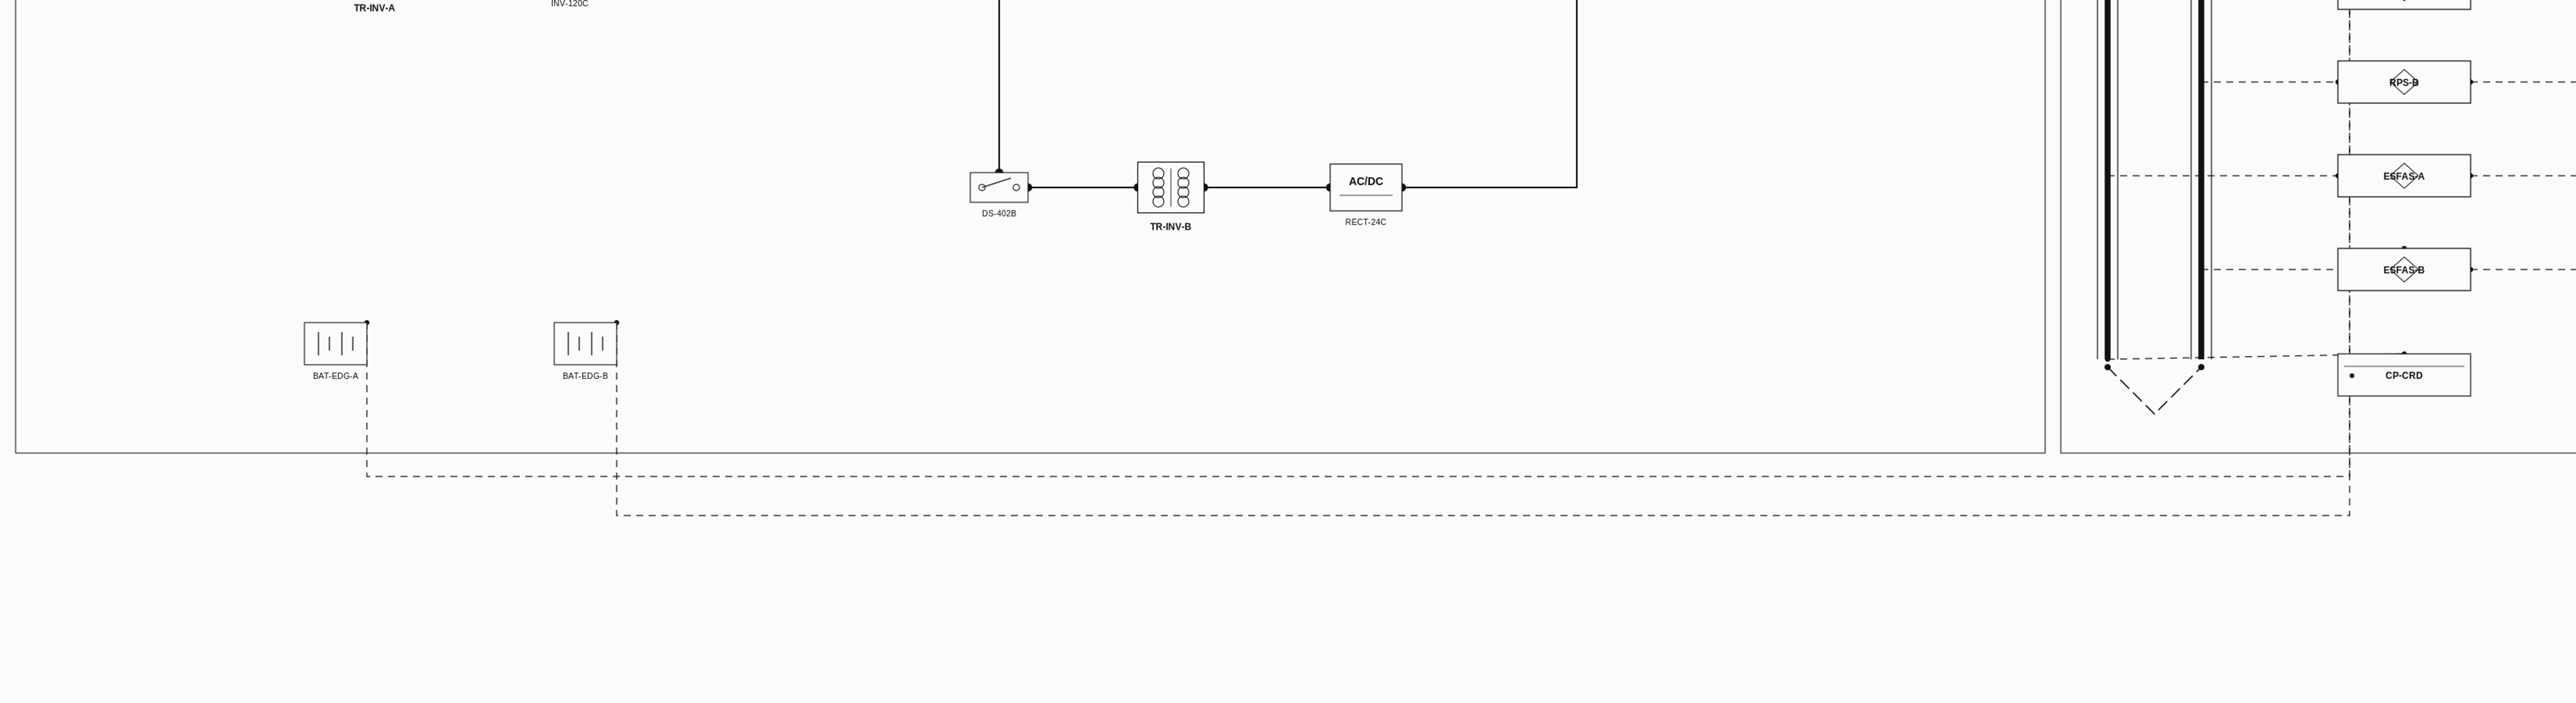 TR-INV-A
INV-120C
RPS-B
ESFAS-A
DS-402B
TR-INV-B
AC/DC
RECT-24C
ESFAS-B
BAT-EDG-A
BAT-EDG-B
CP-CRD